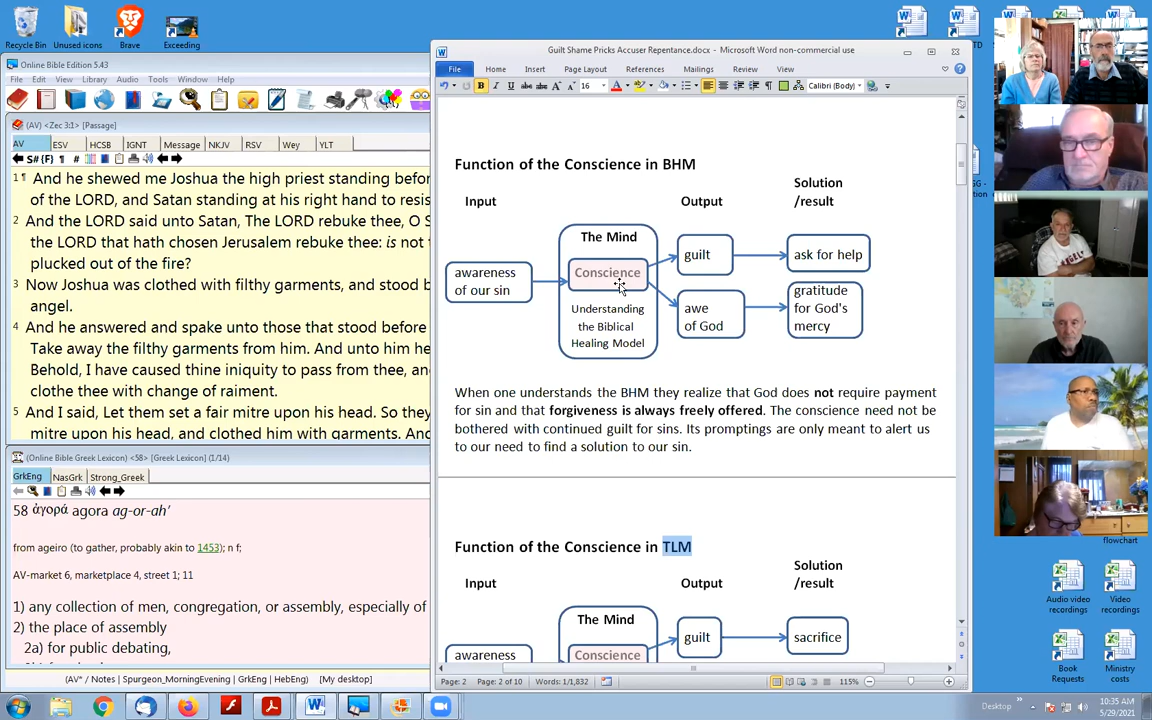 Recycle Bin
Unused icons
Brave
Exceeding
Online Bible Edition 5.43
File Edit View Library Audio Tools Window Help
(AV) <Zec 3:1> [Passage]
AV ESV HCSB IGNT Message NKJV RSV Wey YLT
S# {F} ¶ #
1 ¶ And he shewed me Joshua the high priest standing befor
of the LORD, and Satan standing at his right hand to resis
2 And the LORD said unto Satan, The LORD rebuke thee, O S
the LORD that hath chosen Jerusalem rebuke thee: is not t
plucked out of the fire?
3 Now Joshua was clothed with filthy garments, and stood b
angel.
4 And he answered and spake unto those that stood before
Take away the filthy garments from him. And unto him he
Behold, I have caused thine iniquity to pass from thee, an
clothe thee with change of raiment.
5 And I said, Let them set a fair mitre upon his head. So they
mitre upon his head, and clothed him with garments. And
(Online Bible Greek Lexicon) <58> [Greek Lexicon] (1/14)
GrkEng NasGrk Strong_Greek
58 ἀγορά agora ag-or-ah'
from ageiro (to gather, probably akin to 1453); n f;
AV-market 6, marketplace 4, street 1; 11
1) any collection of men, congregation, or assembly, especially of
2) the place of assembly
2a) for public debating,
(AV* / Notes | Spurgeon_MorningEvening | GrkEng | HebEng) [My desktop]
Guilt Shame Pricks Accuser Repentance.docx - Microsoft Word non-commercial use
File Home Insert Page Layout References Mailings Review View
B I U abc 16 A Calibri (Body)
Function of the Conscience in BHM
Input
Output
Solution
/result
The Mind
Conscience
Understanding
the Biblical
Healing Model
awareness
of our sin
guilt
ask for help
awe
of God
gratitude
for God's
mercy
When one understands the BHM they realize that God does not require payment
for sin and that forgiveness is always freely offered. The conscience need not be
bothered with continued guilt for sins. Its promptings are only meant to alert us
to our need to find a solution to our sin.
Function of the Conscience in TLM
Input
Output
Solution
/result
The Mind
Conscience
awareness
guilt
sacrifice
Page: 2 Page: 2 of 10 Words: 1/1,832 115%
flowchart
Audio video
recordings
Video
recordings
Book
Requests
Ministry
costs
Desktop
10:35 AM
5/29/2021